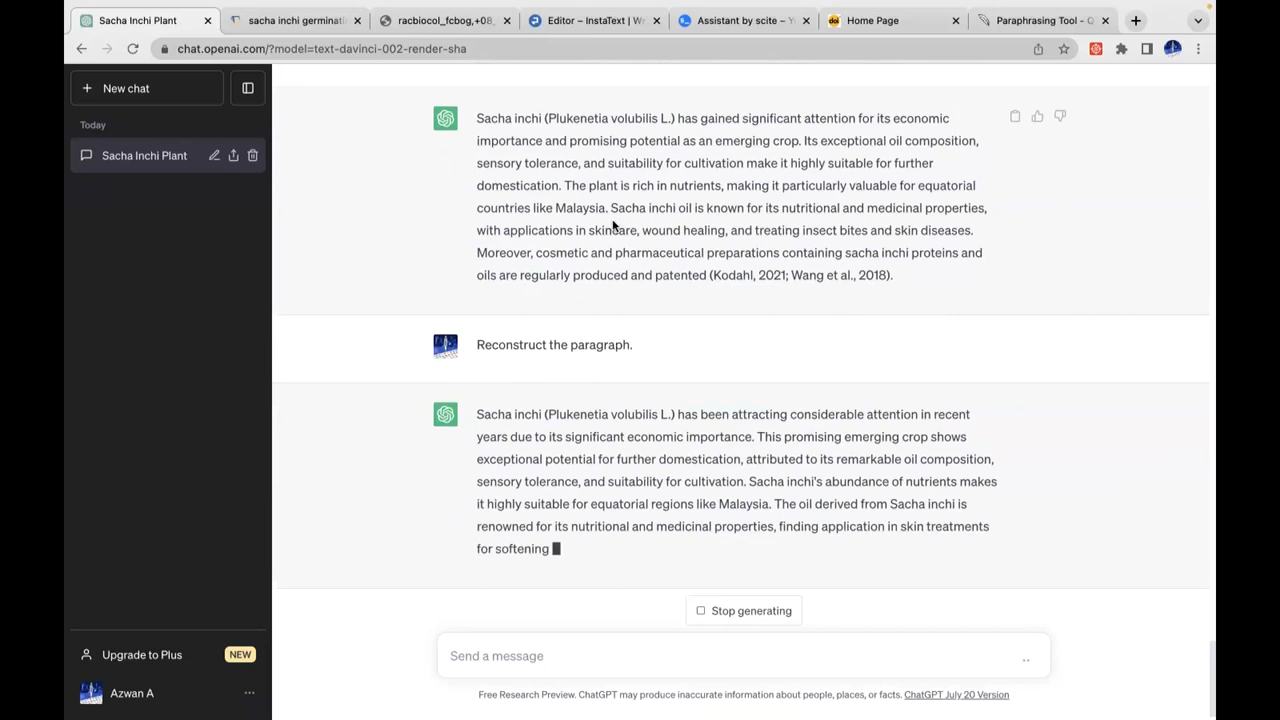 Sacha Inchi Plant
sacha inchi germinati
racbiocol_fcbog,+08_
Editor – InstaText | W
Assistant by scite – Y
Home Page
Paraphrasing Tool - Q
chat.openai.com/?model=text-davinci-002-render-sha
New chat
Today
Sacha Inchi Plant
Sacha inchi (Plukenetia volubilis L.) has gained significant attention for its economic
importance and promising potential as an emerging crop. Its exceptional oil composition,
sensory tolerance, and suitability for cultivation make it highly suitable for further
domestication. The plant is rich in nutrients, making it particularly valuable for equatorial
countries like Malaysia. Sacha inchi oil is known for its nutritional and medicinal properties,
with applications in skincare, wound healing, and treating insect bites and skin diseases.
Moreover, cosmetic and pharmaceutical preparations containing sacha inchi proteins and
oils are regularly produced and patented (Kodahl, 2021; Wang et al., 2018).
Reconstruct the paragraph.
Sacha inchi (Plukenetia volubilis L.) has been attracting considerable attention in recent
years due to its significant economic importance. This promising emerging crop shows
exceptional potential for further domestication, attributed to its remarkable oil composition,
sensory tolerance, and suitability for cultivation. Sacha inchi's abundance of nutrients makes
it highly suitable for equatorial regions like Malaysia. The oil derived from Sacha inchi is
renowned for its nutritional and medicinal properties, finding application in skin treatments
for softening
Stop generating
Send a message
Free Research Preview. ChatGPT may produce inaccurate information about people, places, or facts. ChatGPT July 20 Version
Upgrade to Plus
NEW
Azwan A